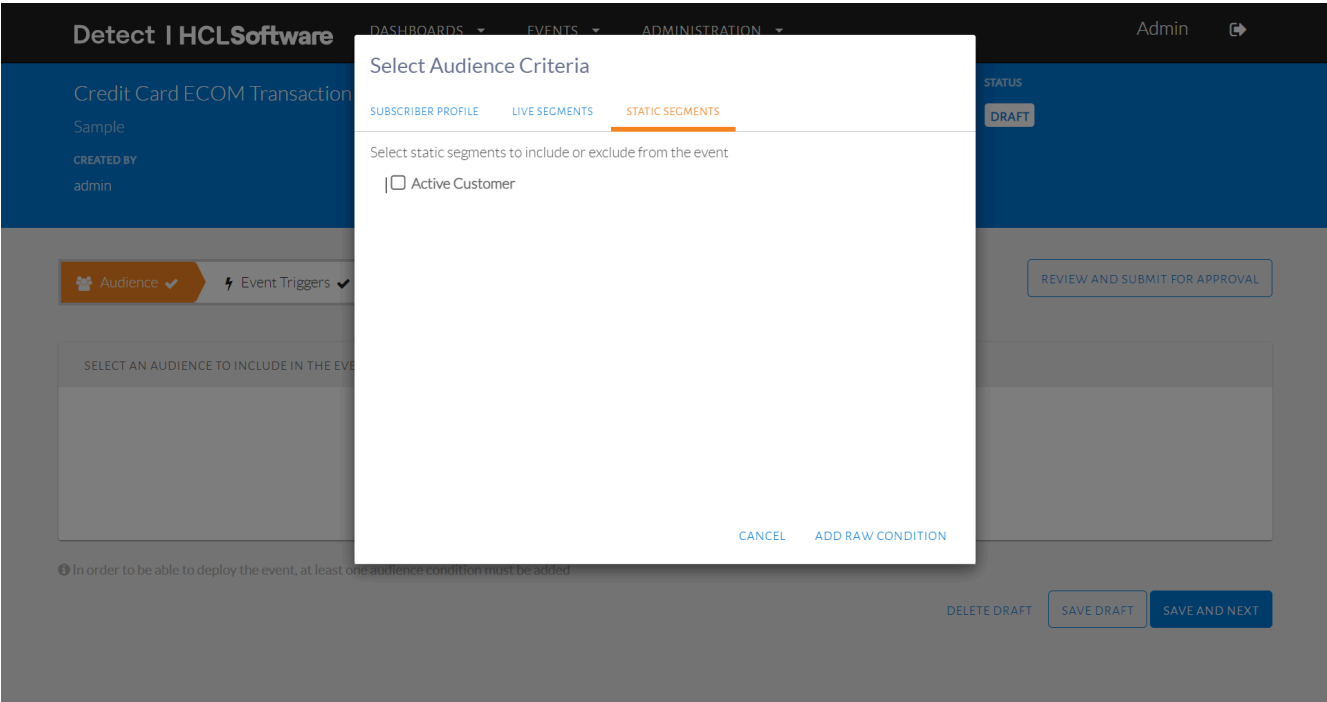 Detect | HCLSoftware
DASHBOARDS EVENTS ADMINISTRATION
Admin
Credit Card ECOM Transaction
Sample
CREATED BY
admin
STATUS
DRAFT
Select Audience Criteria
SUBSCRIBER PROFILE LIVE SEGMENTS STATIC SEGMENTS
Select static segments to include or exclude from the event
Active Customer
CANCEL ADD RAW CONDITION
Audience Event Triggers
REVIEW AND SUBMIT FOR APPROVAL
SELECT AN AUDIENCE TO INCLUDE IN THE EVE
In order to be able to deploy the event, at least one audience condition must be added
DELETE DRAFT SAVE DRAFT SAVE AND NEXT